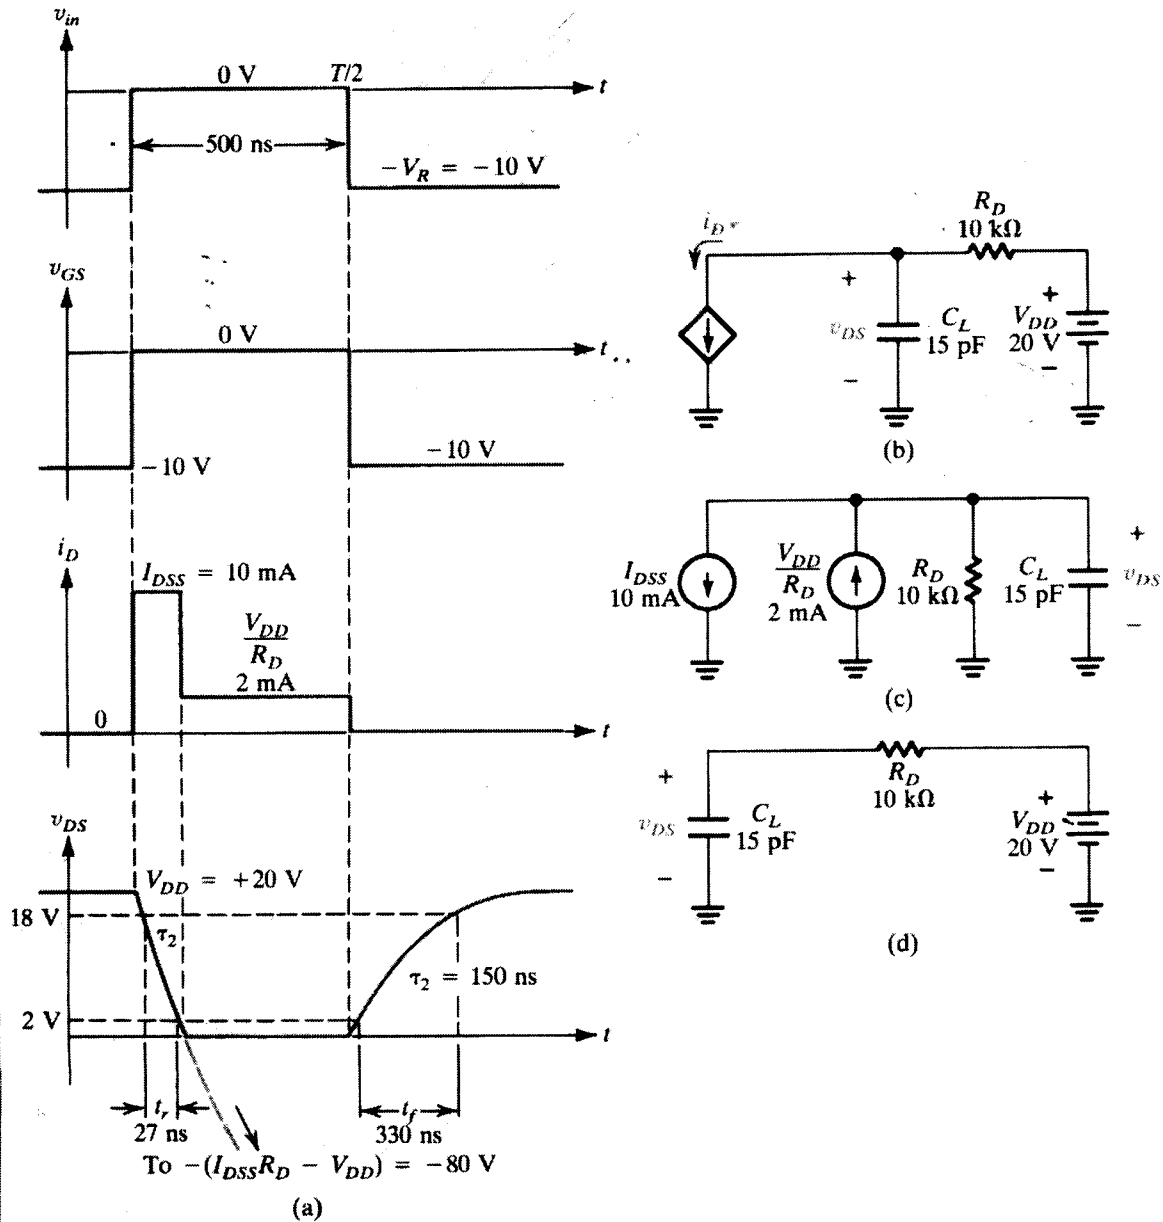 v_in
0 V T/2 t
500 ns
−V_R = −10 V
v_GS
0 V
t
−10 V
−10 V
i_D
I_DSS = 10 mA
V_DD
R_D
2 mA
0
t
v_DS
V_DD = +20 V
18 V
τ_2
τ_2 = 150 ns
2 V
t
t_r
27 ns
t_f
330 ns
To −(I_DSS R_D − V_DD) = −80 V
(a)
i_D
R_D
10 kΩ
+
v_DS
−
C_L
15 pF
+
V_DD
20 V
−
(b)
I_DSS
10 mA
V_DD
R_D
2 mA
R_D
10 kΩ
C_L
15 pF
+
v_DS
−
(c)
+
v_DS
−
C_L
15 pF
R_D
10 kΩ
+
V_DD
20 V
−
(d)